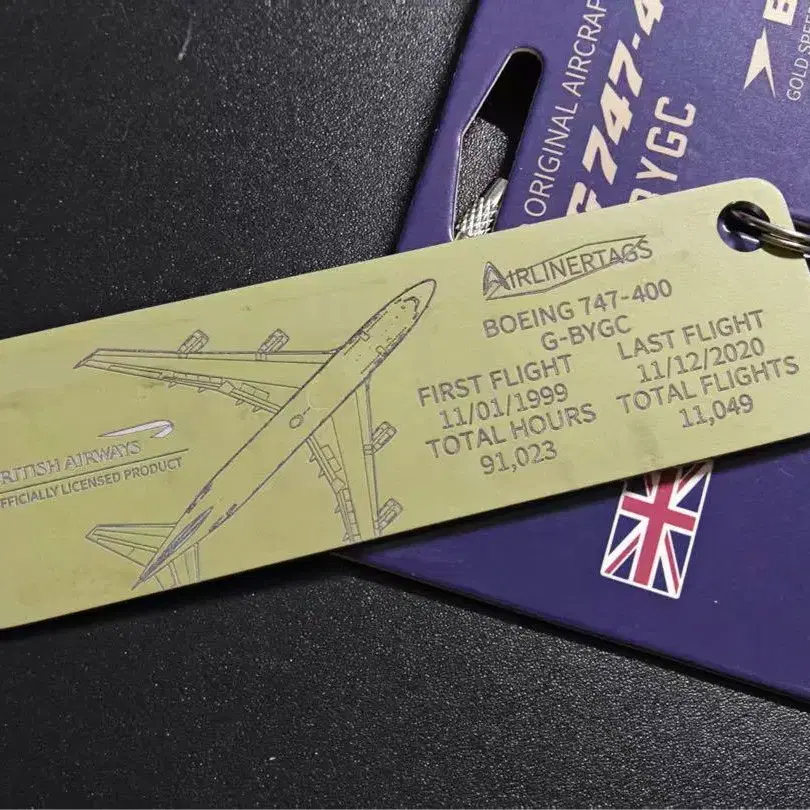 ORIGINAL AIRCRAF
747-4
BYGC
GOLD SPE
AIRLINERTAGS
BOEING 747-400
G-BYGC
FIRST FLIGHT
11/01/1999
TOTAL HOURS
91,023
LAST FLIGHT
11/12/2020
TOTAL FLIGHTS
11,049
RITISH AIRWAYS
FFICIALLY LICENSED PRODUCT